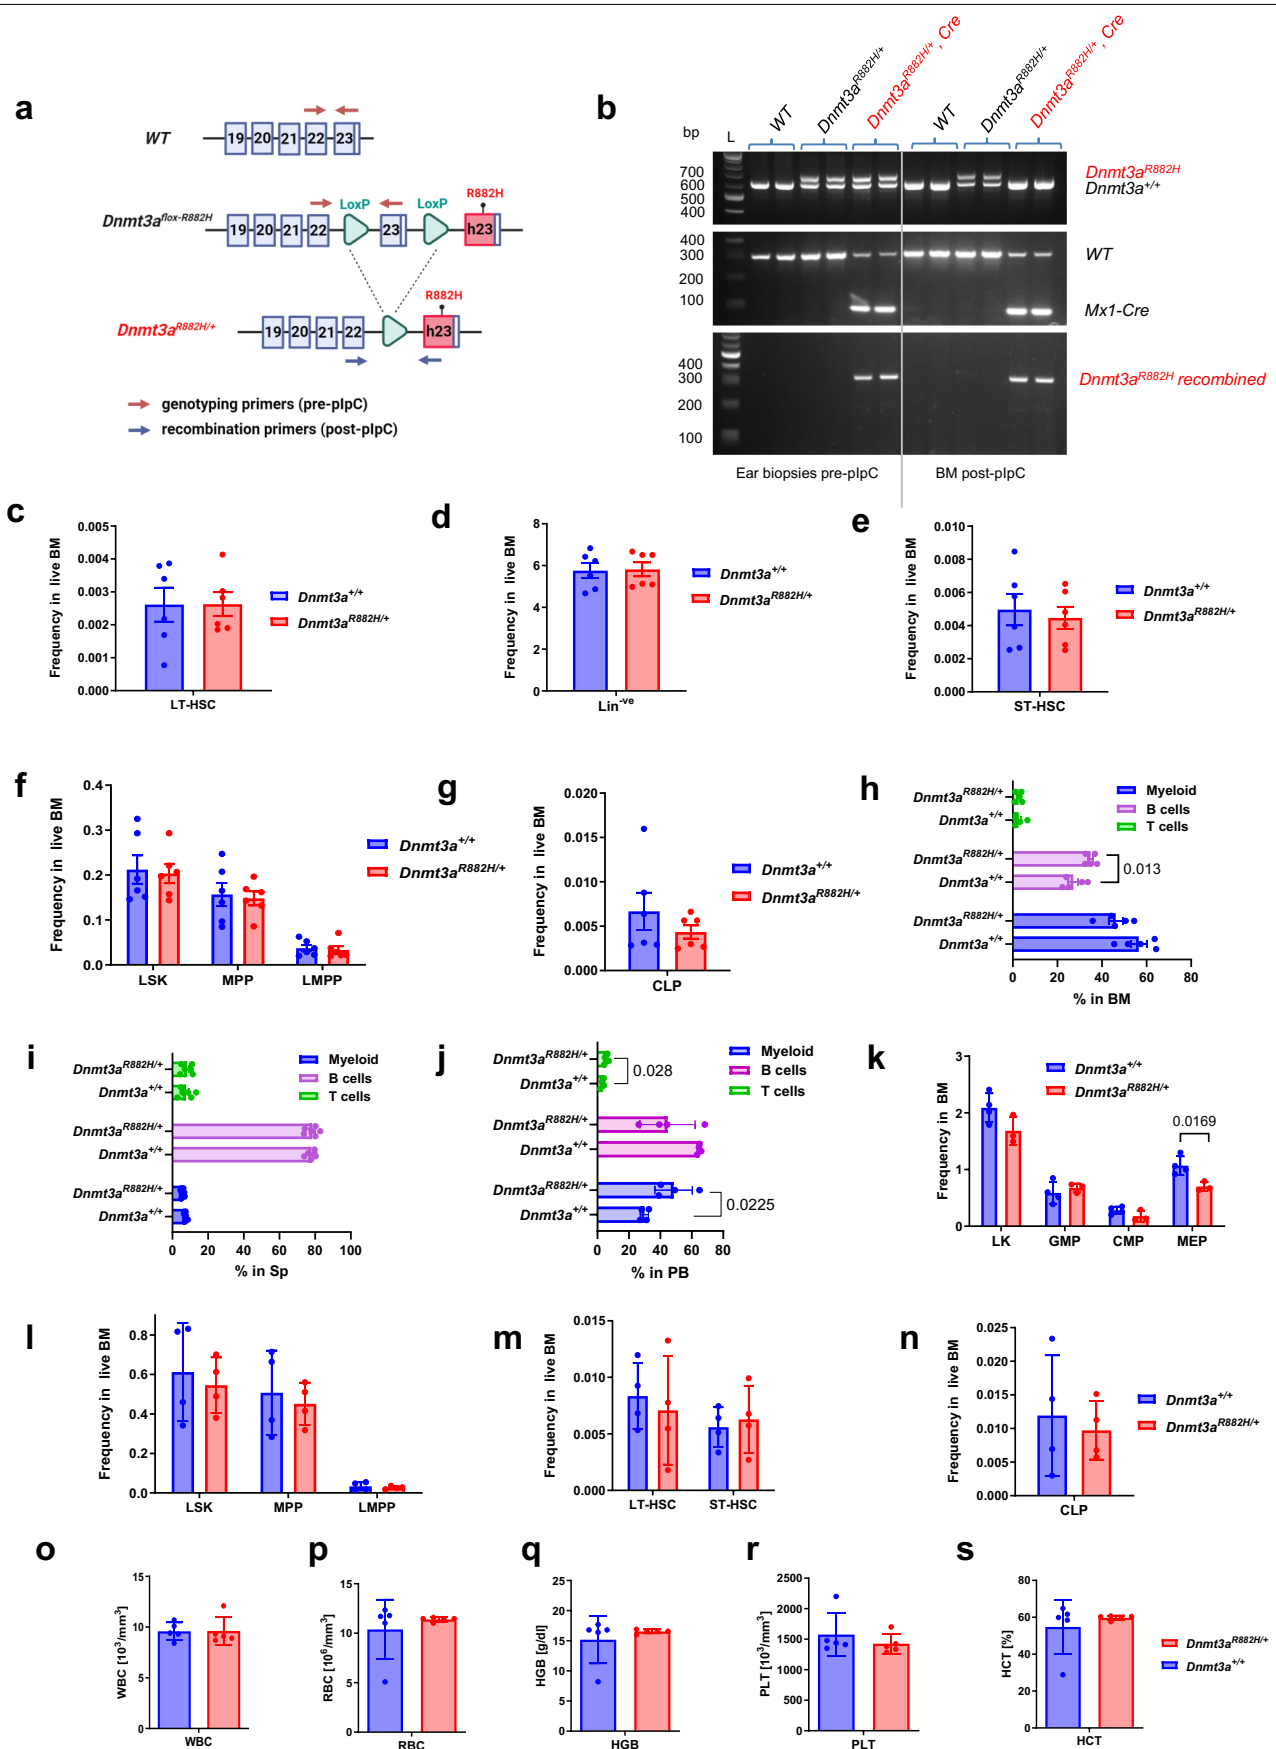 a
WT
19 20 21 22 23
Dnmt3a^flox-R882H
LoxP LoxP R882H
19 20 21 22 23 h23
Dnmt3a^R882H/+
R882H
19 20 21 22 h23
genotyping primers (pre-pIpC)
recombination primers (post-pIpC)
b
bp L WT Dnmt3a^R882H/+ Dnmt3a^R882H/+, Cre WT Dnmt3a^R882H/+ Dnmt3a^R882H/+, Cre
700
600
500
400
Dnmt3a^R882H
Dnmt3a^+/+
400
300
200
100
WT
Mx1-Cre
400
300
200
100
Dnmt3a^R882H recombined
Ear biopsies pre-pIpC BM post-pIpC
c
Frequency in live BM
0.005
0.004
0.003
0.002
0.001
0.000
LT-HSC
Dnmt3a^+/+
Dnmt3a^R882H/+
d
Frequency in live BM
8
6
4
2
0
Lin^-ve
Dnmt3a^+/+
Dnmt3a^R882H/+
e
Frequency in live BM
0.010
0.008
0.006
0.004
0.002
0.000
ST-HSC
Dnmt3a^+/+
Dnmt3a^R882H/+
f
Frequency in live BM
0.4
0.3
0.2
0.1
0.0
LSK MPP LMPP
Dnmt3a^+/+
Dnmt3a^R882H/+
g
Frequency in live BM
0.020
0.015
0.010
0.005
0.000
CLP
Dnmt3a^+/+
Dnmt3a^R882H/+
h
Dnmt3a^R882H/+
Dnmt3a^+/+
Dnmt3a^R882H/+
Dnmt3a^+/+
Dnmt3a^R882H/+
Dnmt3a^+/+
Myeloid
B cells
T cells
0.013
0 20 40 60 80
% in BM
i
Dnmt3a^R882H/+
Dnmt3a^+/+
Dnmt3a^R882H/+
Dnmt3a^+/+
Dnmt3a^R882H/+
Dnmt3a^+/+
Myeloid
B cells
T cells
0 20 40 60 80 100
% in Sp
j
Dnmt3a^R882H/+
Dnmt3a^+/+
Dnmt3a^R882H/+
Dnmt3a^+/+
Dnmt3a^R882H/+
Dnmt3a^+/+
Myeloid
B cells
T cells
0.028
0.0225
0 20 40 60 80
% in PB
k
Frequency in BM
3
2
1
0
LK GMP CMP MEP
Dnmt3a^+/+
Dnmt3a^R882H/+
0.0169
l
Frequency in live BM
0.8
0.6
0.4
0.2
0.0
LSK MPP LMPP
m
Frequency in live BM
0.015
0.010
0.005
0.000
LT-HSC ST-HSC
n
Frequency in live BM
0.025
0.020
0.015
0.010
0.005
0.000
CLP
Dnmt3a^+/+
Dnmt3a^R882H/+
o
WBC [10^3/mm^3]
15
10
5
0
WBC
p
RBC [10^6/mm^3]
15
10
5
0
RBC
q
HGB [g/dl]
25
20
15
10
5
0
HGB
r
PLT [10^3/mm^3]
2500
2000
1500
1000
500
0
PLT
s
HCT [%]
80
60
40
20
0
HCT
Dnmt3a^R882H/+
Dnmt3a^+/+